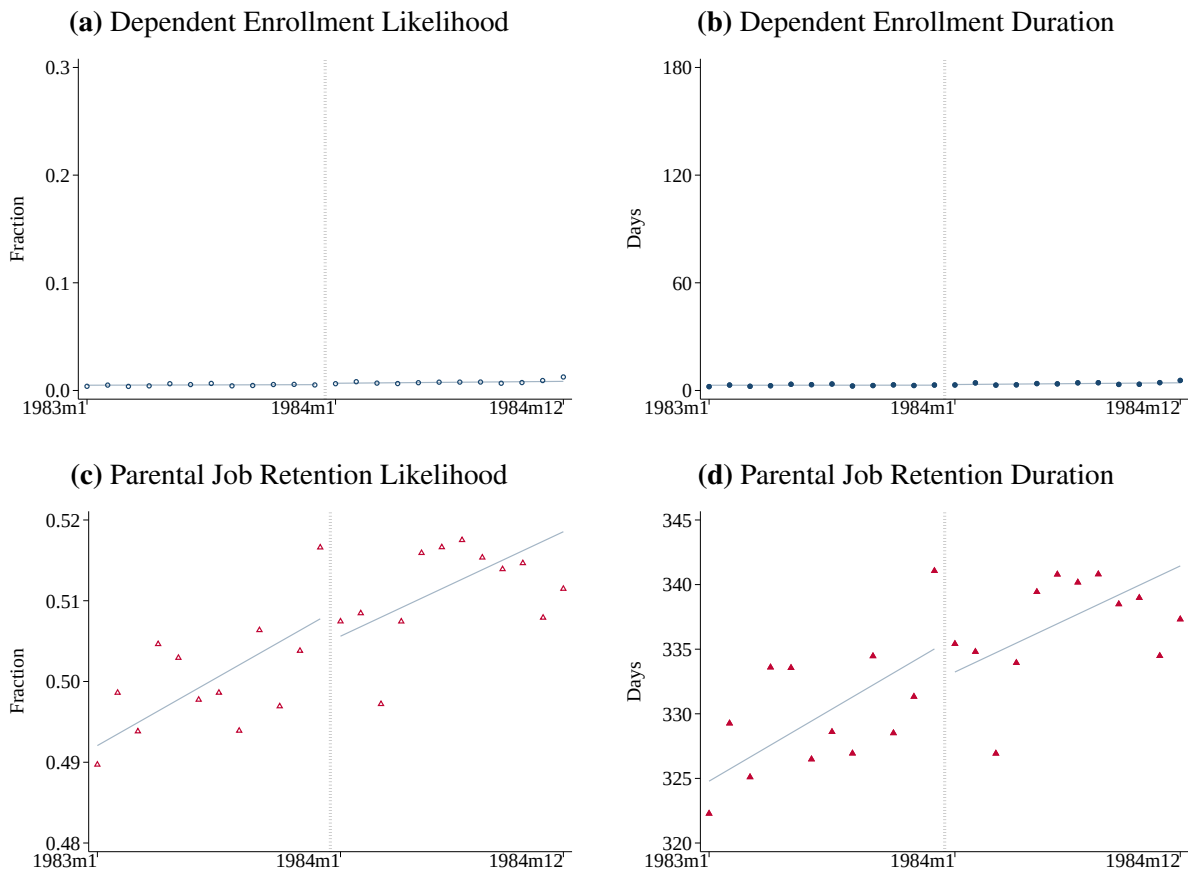 (a) Dependent Enrollment Likelihood
0.3
0.2
0.1
0.0
Fraction
1983m1
1984m1
1984m12
(b) Dependent Enrollment Duration
180
120
60
0
Days
1983m1
1984m1
1984m12
(c) Parental Job Retention Likelihood
0.52
0.51
0.50
0.49
0.48
Fraction
1983m1
1984m1
1984m12
(d) Parental Job Retention Duration
345
340
335
330
325
320
Days
1983m1
1984m1
1984m12